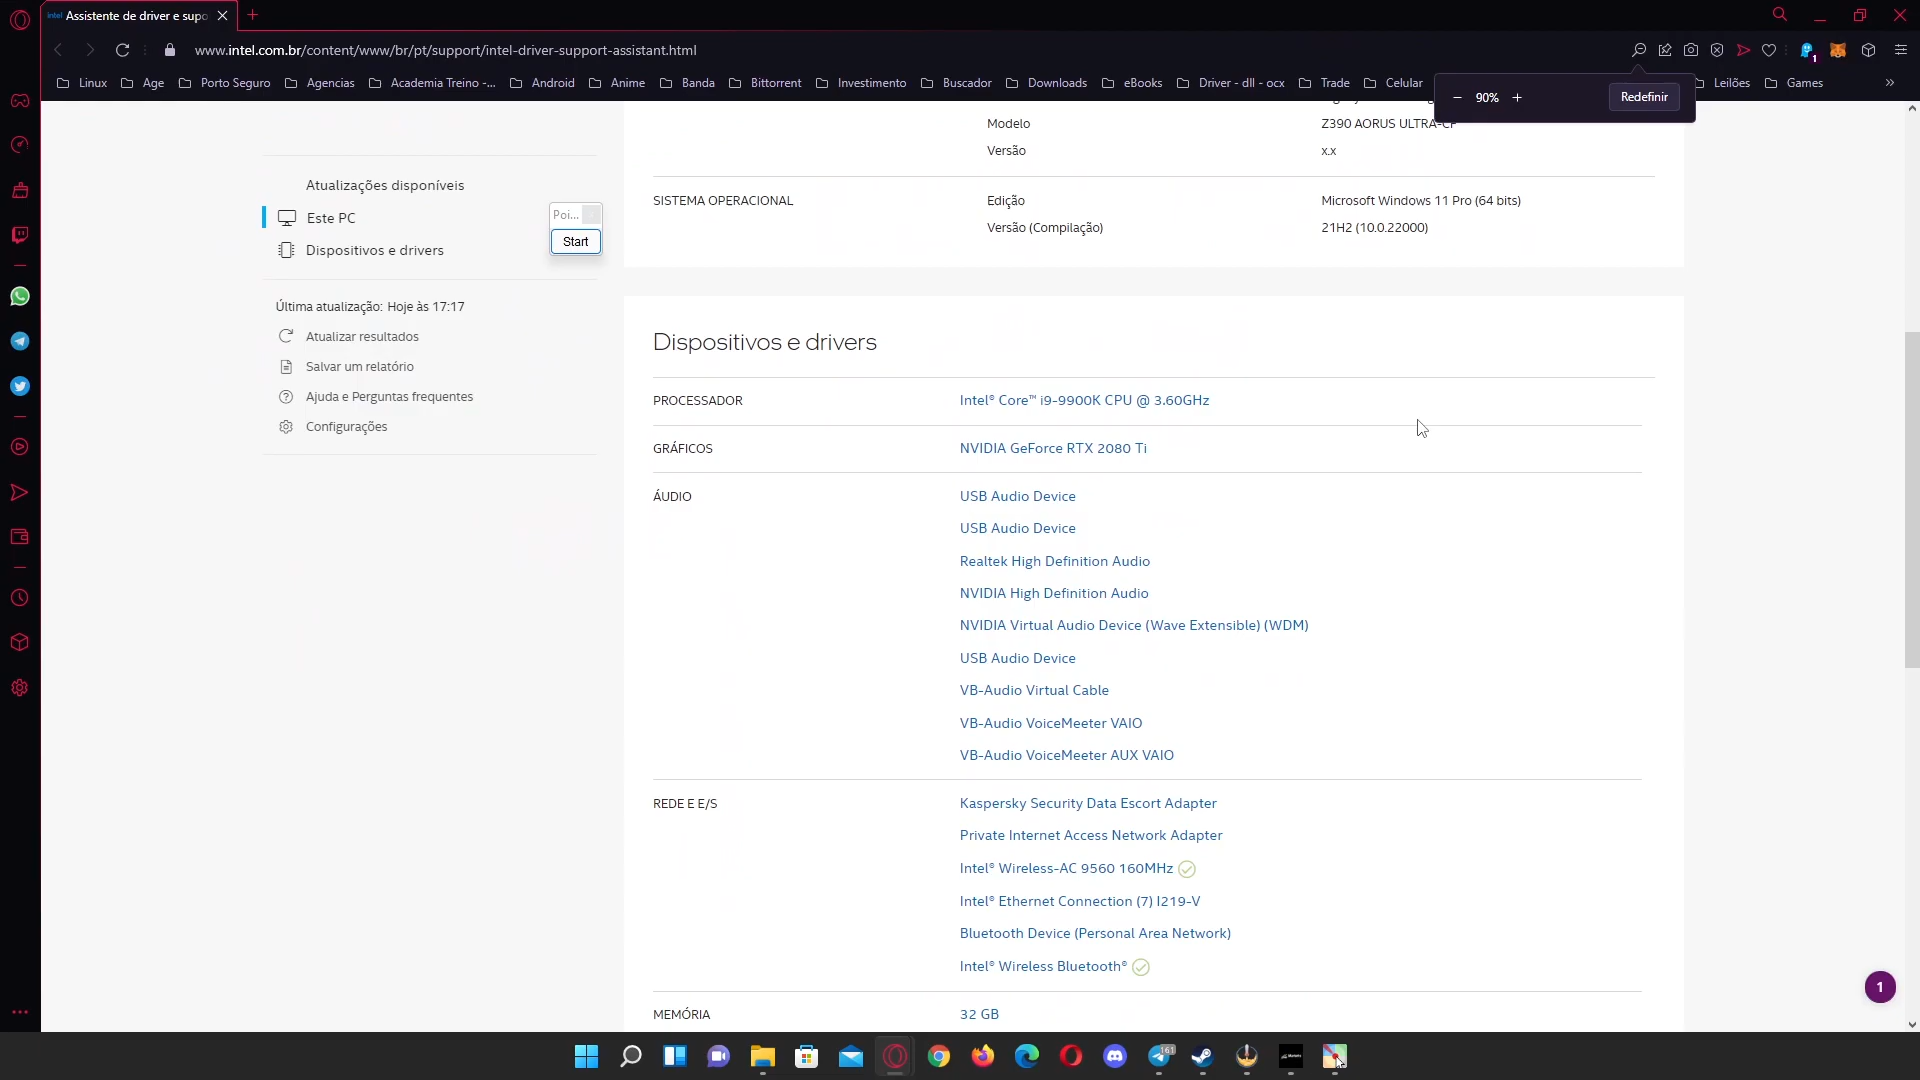 intel Assistente de driver e supo
www.intel.com.br/content/www/br/pt/support/intel-driver-support-assistant.html
1
Linux Age Porto Seguro Agencias Academia Treino -... Android Anime Banda Bittorrent Investimento Buscador Downloads eBooks Driver - dll - ocx Trade Celular Leilões Games »
90% Redefinir
Modelo Z390 AORUS ULTRA-CF
Versão x.x
SISTEMA OPERACIONAL Edição Microsoft Windows 11 Pro (64 bits)
Versão (Compilação) 21H2 (10.0.22000)
Atualizações disponíveis
Este PC
Dispositivos e drivers
Poi...
Start
Última atualização: Hoje às 17:17
Atualizar resultados
Salvar um relatório
Ajuda e Perguntas frequentes
Configurações
Dispositivos e drivers
PROCESSADOR Intel® Core™ i9-9900K CPU @ 3.60GHz
GRÁFICOS NVIDIA GeForce RTX 2080 Ti
ÁUDIO USB Audio Device
USB Audio Device
Realtek High Definition Audio
NVIDIA High Definition Audio
NVIDIA Virtual Audio Device (Wave Extensible) (WDM)
USB Audio Device
VB-Audio Virtual Cable
VB-Audio VoiceMeeter VAIO
VB-Audio VoiceMeeter AUX VAIO
REDE E E/S Kaspersky Security Data Escort Adapter
Private Internet Access Network Adapter
Intel® Wireless-AC 9560 160MHz
Intel® Ethernet Connection (7) I219-V
Bluetooth Device (Personal Area Network)
Intel® Wireless Bluetooth®
MEMÓRIA 32 GB
1
161